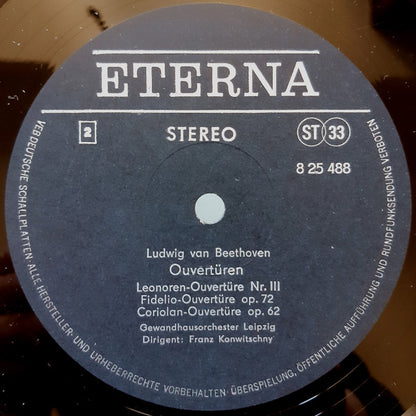 ETERNA
2
STEREO
ST 33
8 25 488
Ludwig van Beethoven
Ouvertüren
Leonoren-Ouvertüre Nr. III
Fidelio-Ouvertüre op. 72
Coriolan-Ouvertüre op. 62
Gewandhausorchester Leipzig
Dirigent: Franz Konwitschny
VEB DEUTSCHE SCHALLPLATTEN · ALLE HERSTELLER- UND URHEBERRECHTE VORBEHALTEN · ÜBERSPIELUNG, ÖFFENTLICHE AUFFÜHRUNG UND RUNDFUNKSENDUNG VERBOTEN